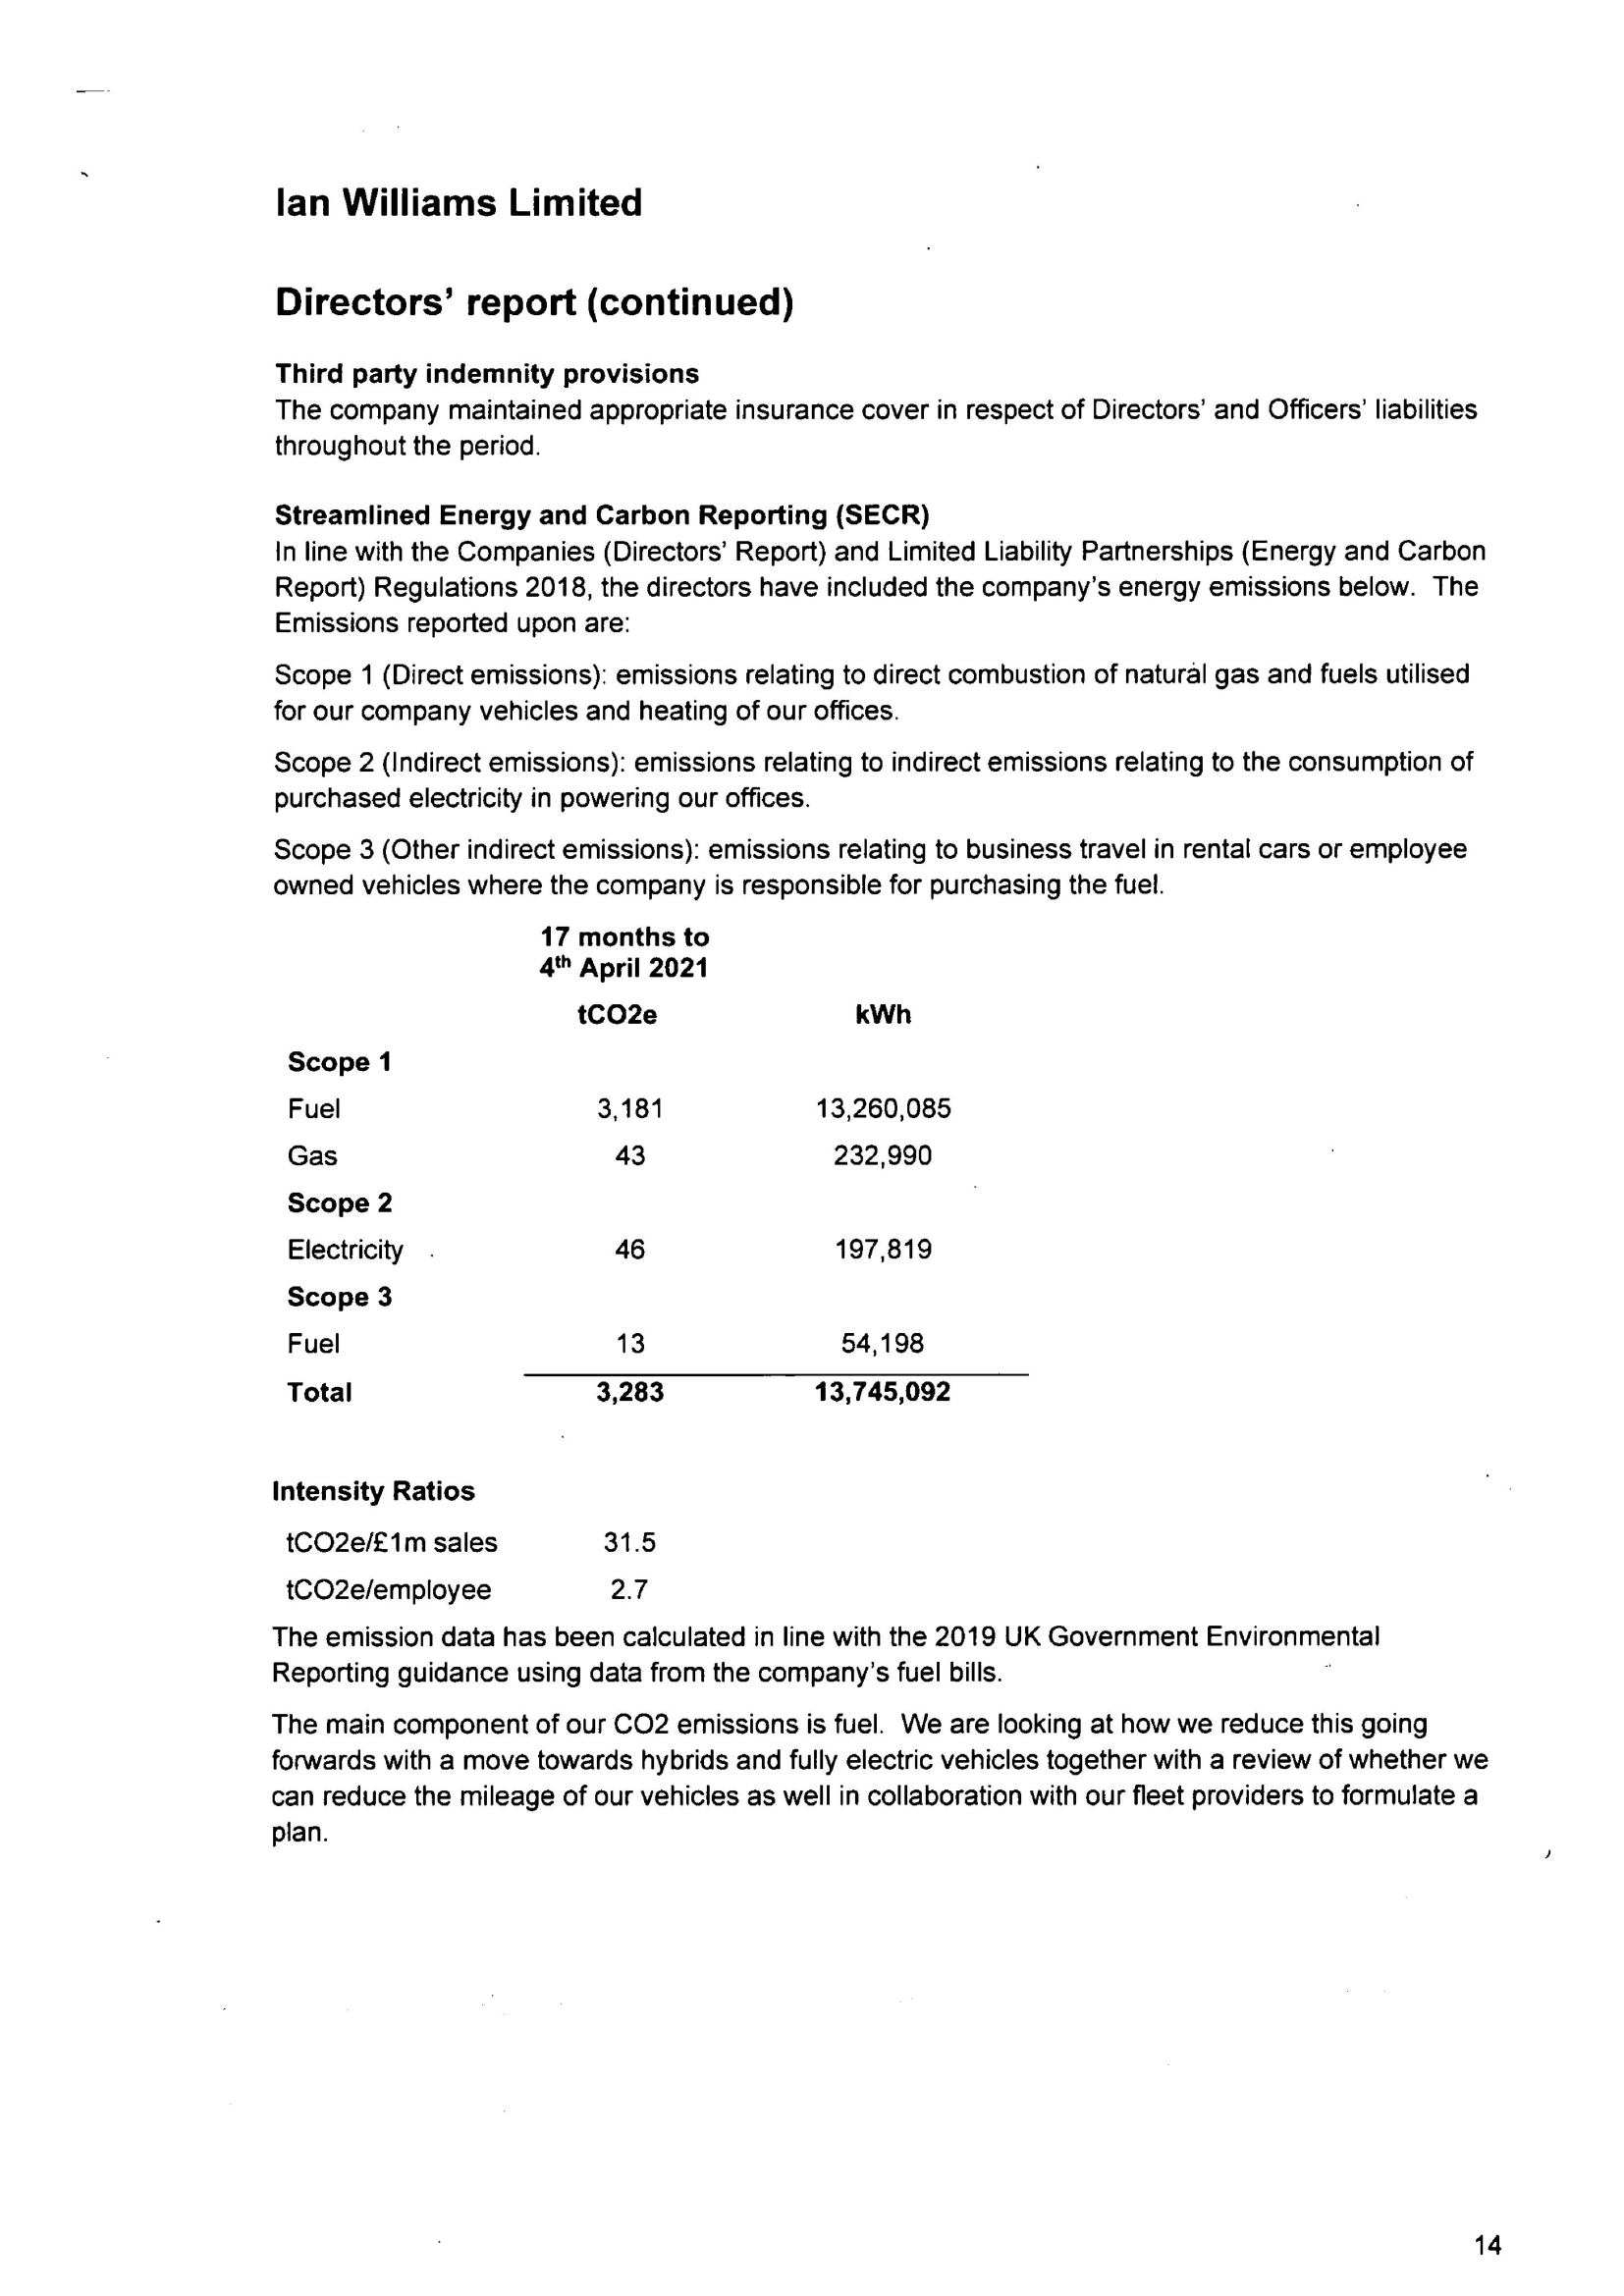 Ian Williams Limited
Directors' report (continued)
Third party indemnity provisions
The company maintained appropriate insurance cover in respect of Directors' and Officers' liabilities
throughout the period.
Streamlined Energy and Carbon Reporting (SECR)
In line with the Companies (Directors' Report) and Limited Liability Partnerships (Energy and Carbon
Report) Regulations 2018, the directors have included the company's energy emissions below. The
Emissions reported upon are:
Scope 1 (Direct emissions): emissions relating to direct combustion of natural gas and fuels utilised
for our company vehicles and heating of our offices.
Scope 2 (Indirect emissions): emissions relating to indirect emissions relating to the consumption of
purchased electricity in powering our offices.
Scope 3 (Other indirect emissions): emissions relating to business travel in rental cars or employee
owned vehicles where the company is responsible for purchasing the fuel.
17 months to
4th April 2021
tCO2e kWh
Scope 1
Fuel 3,181 13,260,085
Gas 43 232,990
Scope 2
Electricity 46 197,819
Scope 3
Fuel 13 54,198
Total 3,283 13,745,092
Intensity Ratios
tCO2e/£1m sales 31.5
tCO2e/employee 2.7
The emission data has been calculated in line with the 2019 UK Government Environmental
Reporting guidance using data from the company's fuel bills.
The main component of our CO2 emissions is fuel. We are looking at how we reduce this going
forwards with a move towards hybrids and fully electric vehicles together with a review of whether we
can reduce the mileage of our vehicles as well in collaboration with our fleet providers to formulate a
plan.
14